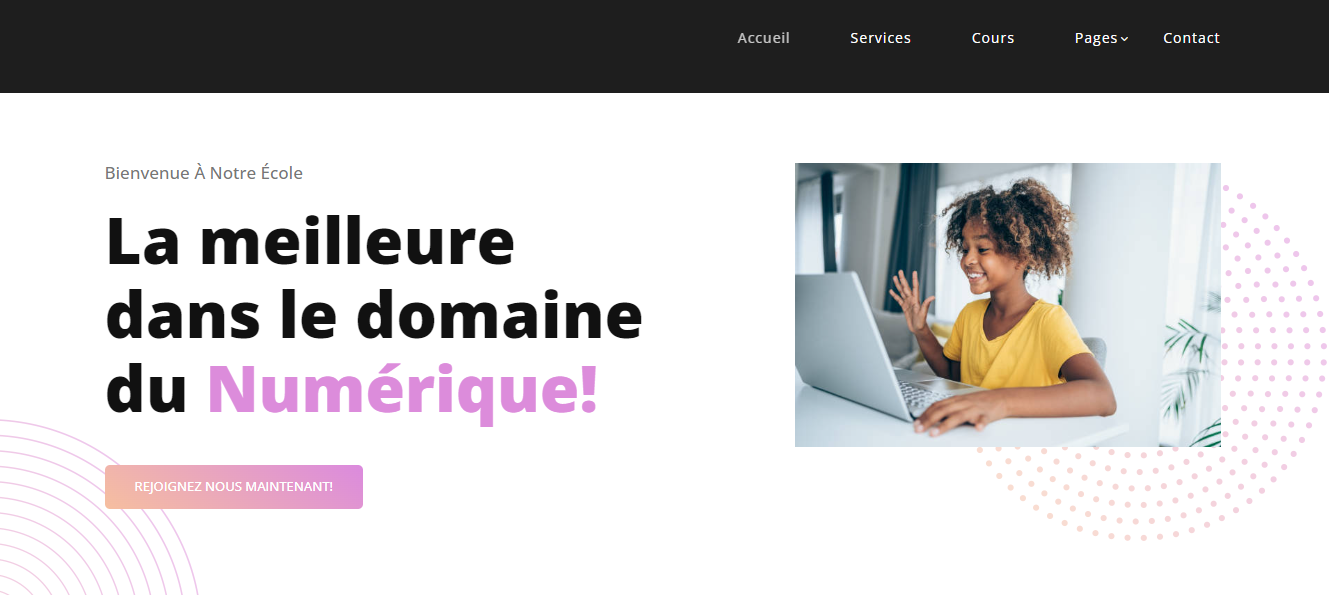 Accueil Services Cours Pages Contact
Bienvenue À Notre École
La meilleure
dans le domaine
du Numérique!
REJOIGNEZ NOUS MAINTENANT!